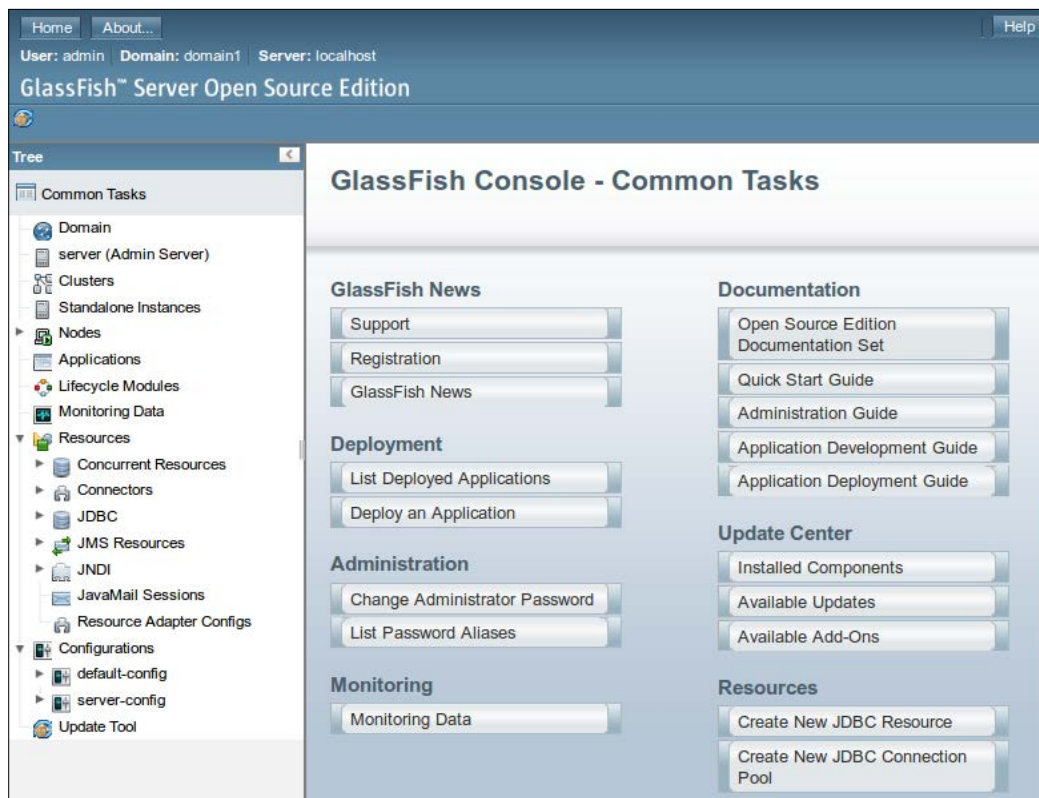 Home About... Help
User: admin Domain: domain1 Server: localhost
GlassFish™ Server Open Source Edition
Tree
Common Tasks
Domain
server (Admin Server)
Clusters
Standalone Instances
Nodes
Applications
Lifecycle Modules
Monitoring Data
Resources
Concurrent Resources
Connectors
JDBC
JMS Resources
JNDI
JavaMail Sessions
Resource Adapter Configs
Configurations
default-config
server-config
Update Tool
GlassFish Console - Common Tasks
GlassFish News
Support
Registration
GlassFish News
Deployment
List Deployed Applications
Deploy an Application
Administration
Change Administrator Password
List Password Aliases
Monitoring
Monitoring Data
Documentation
Open Source Edition
Documentation Set
Quick Start Guide
Administration Guide
Application Development Guide
Application Deployment Guide
Update Center
Installed Components
Available Updates
Available Add-Ons
Resources
Create New JDBC Resource
Create New JDBC Connection
Pool